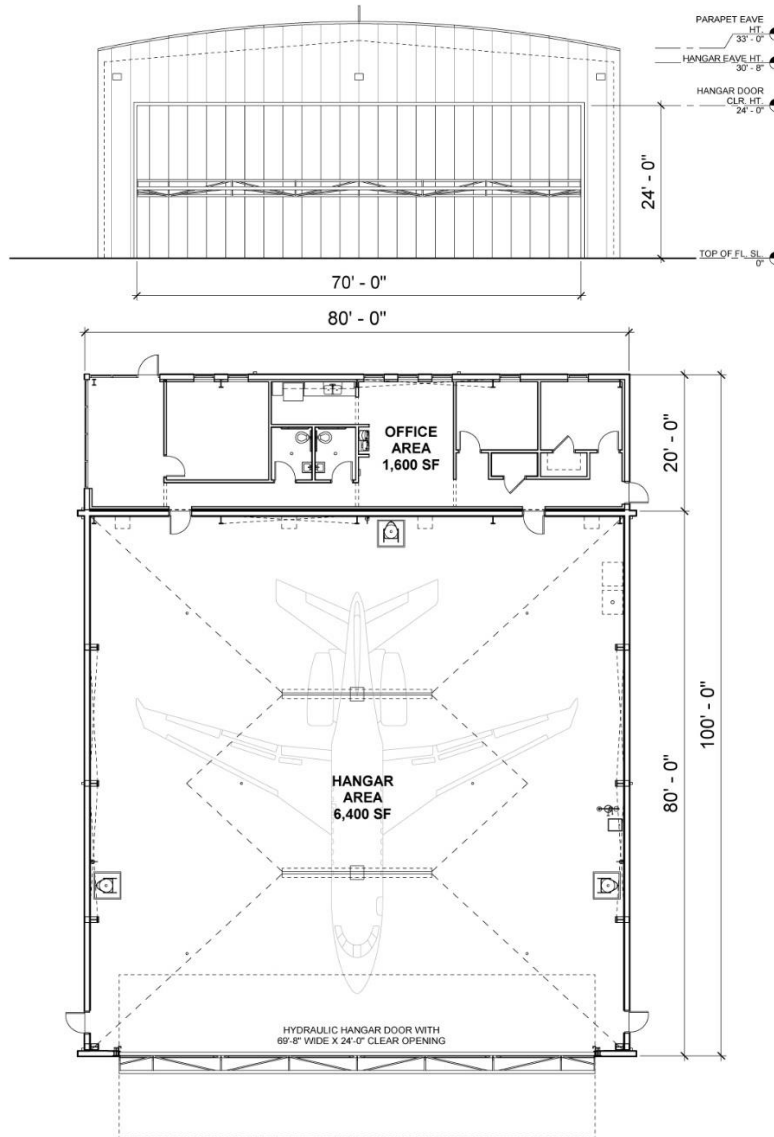 PARAPET EAVE
HT.
33' - 0"
HANGAR EAVE HT.
30' - 8"
HANGAR DOOR
CLR. HT.
24' - 0"
24' - 0"
TOP OF FL. SL.
0"
70' - 0"
80' - 0"
OFFICE
AREA
1,600 SF
20' - 0"
HANGAR
AREA
6,400 SF
80' - 0"
100' - 0"
HYDRAULIC HANGAR DOOR WITH
69'-8" WIDE X 24'-0" CLEAR OPENING